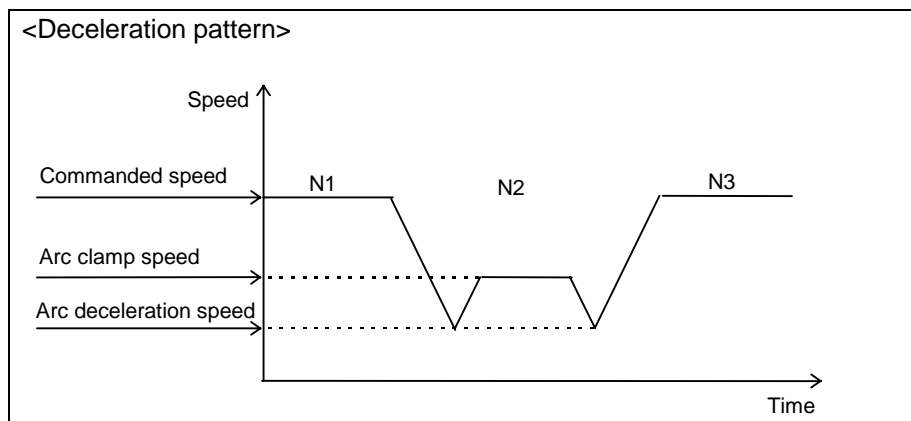 <Deceleration pattern>
Speed
Commanded speed
N1
N2
N3
Arc clamp speed
Arc deceleration speed
Time